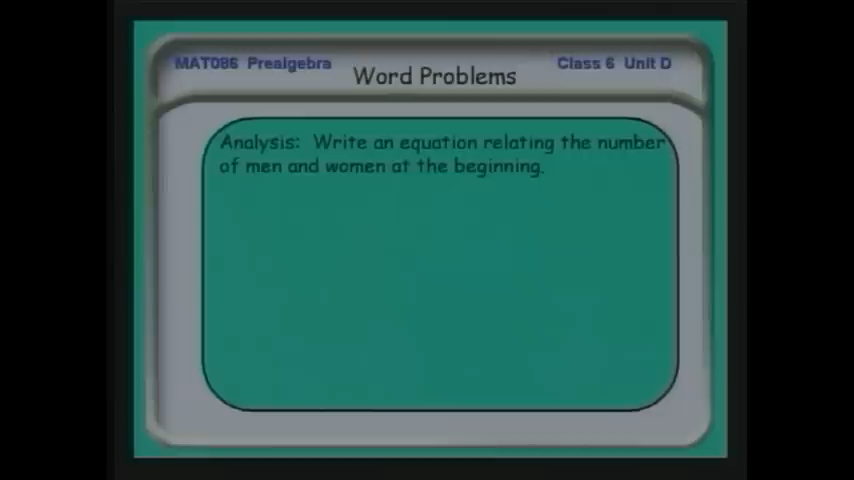 MAT086 Prealgebra
Word Problems
Class 6 Unit D
Analysis: Write an equation relating the number
of men and women at the beginning.